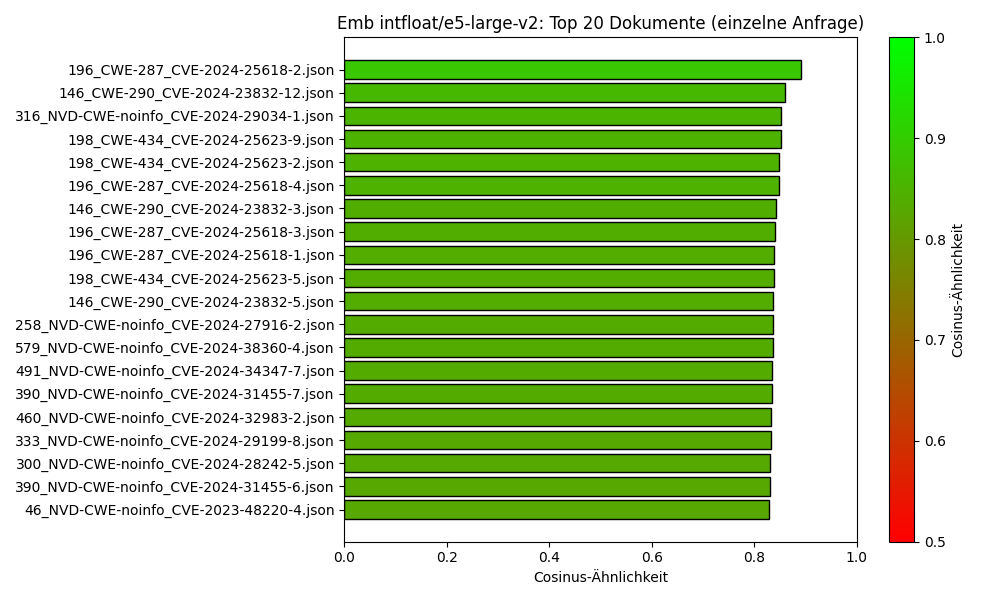 Emb intfloat/e5-large-v2: Top 20 Dokumente (einzelne Anfrage)
196_CWE-287_CVE-2024-25618-2.json
146_CWE-290_CVE-2024-23832-12.json
316_NVD-CWE-noinfo_CVE-2024-29034-1.json
198_CWE-434_CVE-2024-25623-9.json
198_CWE-434_CVE-2024-25623-2.json
196_CWE-287_CVE-2024-25618-4.json
146_CWE-290_CVE-2024-23832-3.json
196_CWE-287_CVE-2024-25618-3.json
196_CWE-287_CVE-2024-25618-1.json
198_CWE-434_CVE-2024-25623-5.json
146_CWE-290_CVE-2024-23832-5.json
258_NVD-CWE-noinfo_CVE-2024-27916-2.json
579_NVD-CWE-noinfo_CVE-2024-38360-4.json
491_NVD-CWE-noinfo_CVE-2024-34347-7.json
390_NVD-CWE-noinfo_CVE-2024-31455-7.json
460_NVD-CWE-noinfo_CVE-2024-32983-2.json
333_NVD-CWE-noinfo_CVE-2024-29199-8.json
300_NVD-CWE-noinfo_CVE-2024-28242-5.json
390_NVD-CWE-noinfo_CVE-2024-31455-6.json
46_NVD-CWE-noinfo_CVE-2023-48220-4.json
0.0 0.2 0.4 0.6 0.8 1.0
Cosinus-Ähnlichkeit
1.0
0.9
0.8
0.7
0.6
0.5
Cosinus-Ähnlichkeit